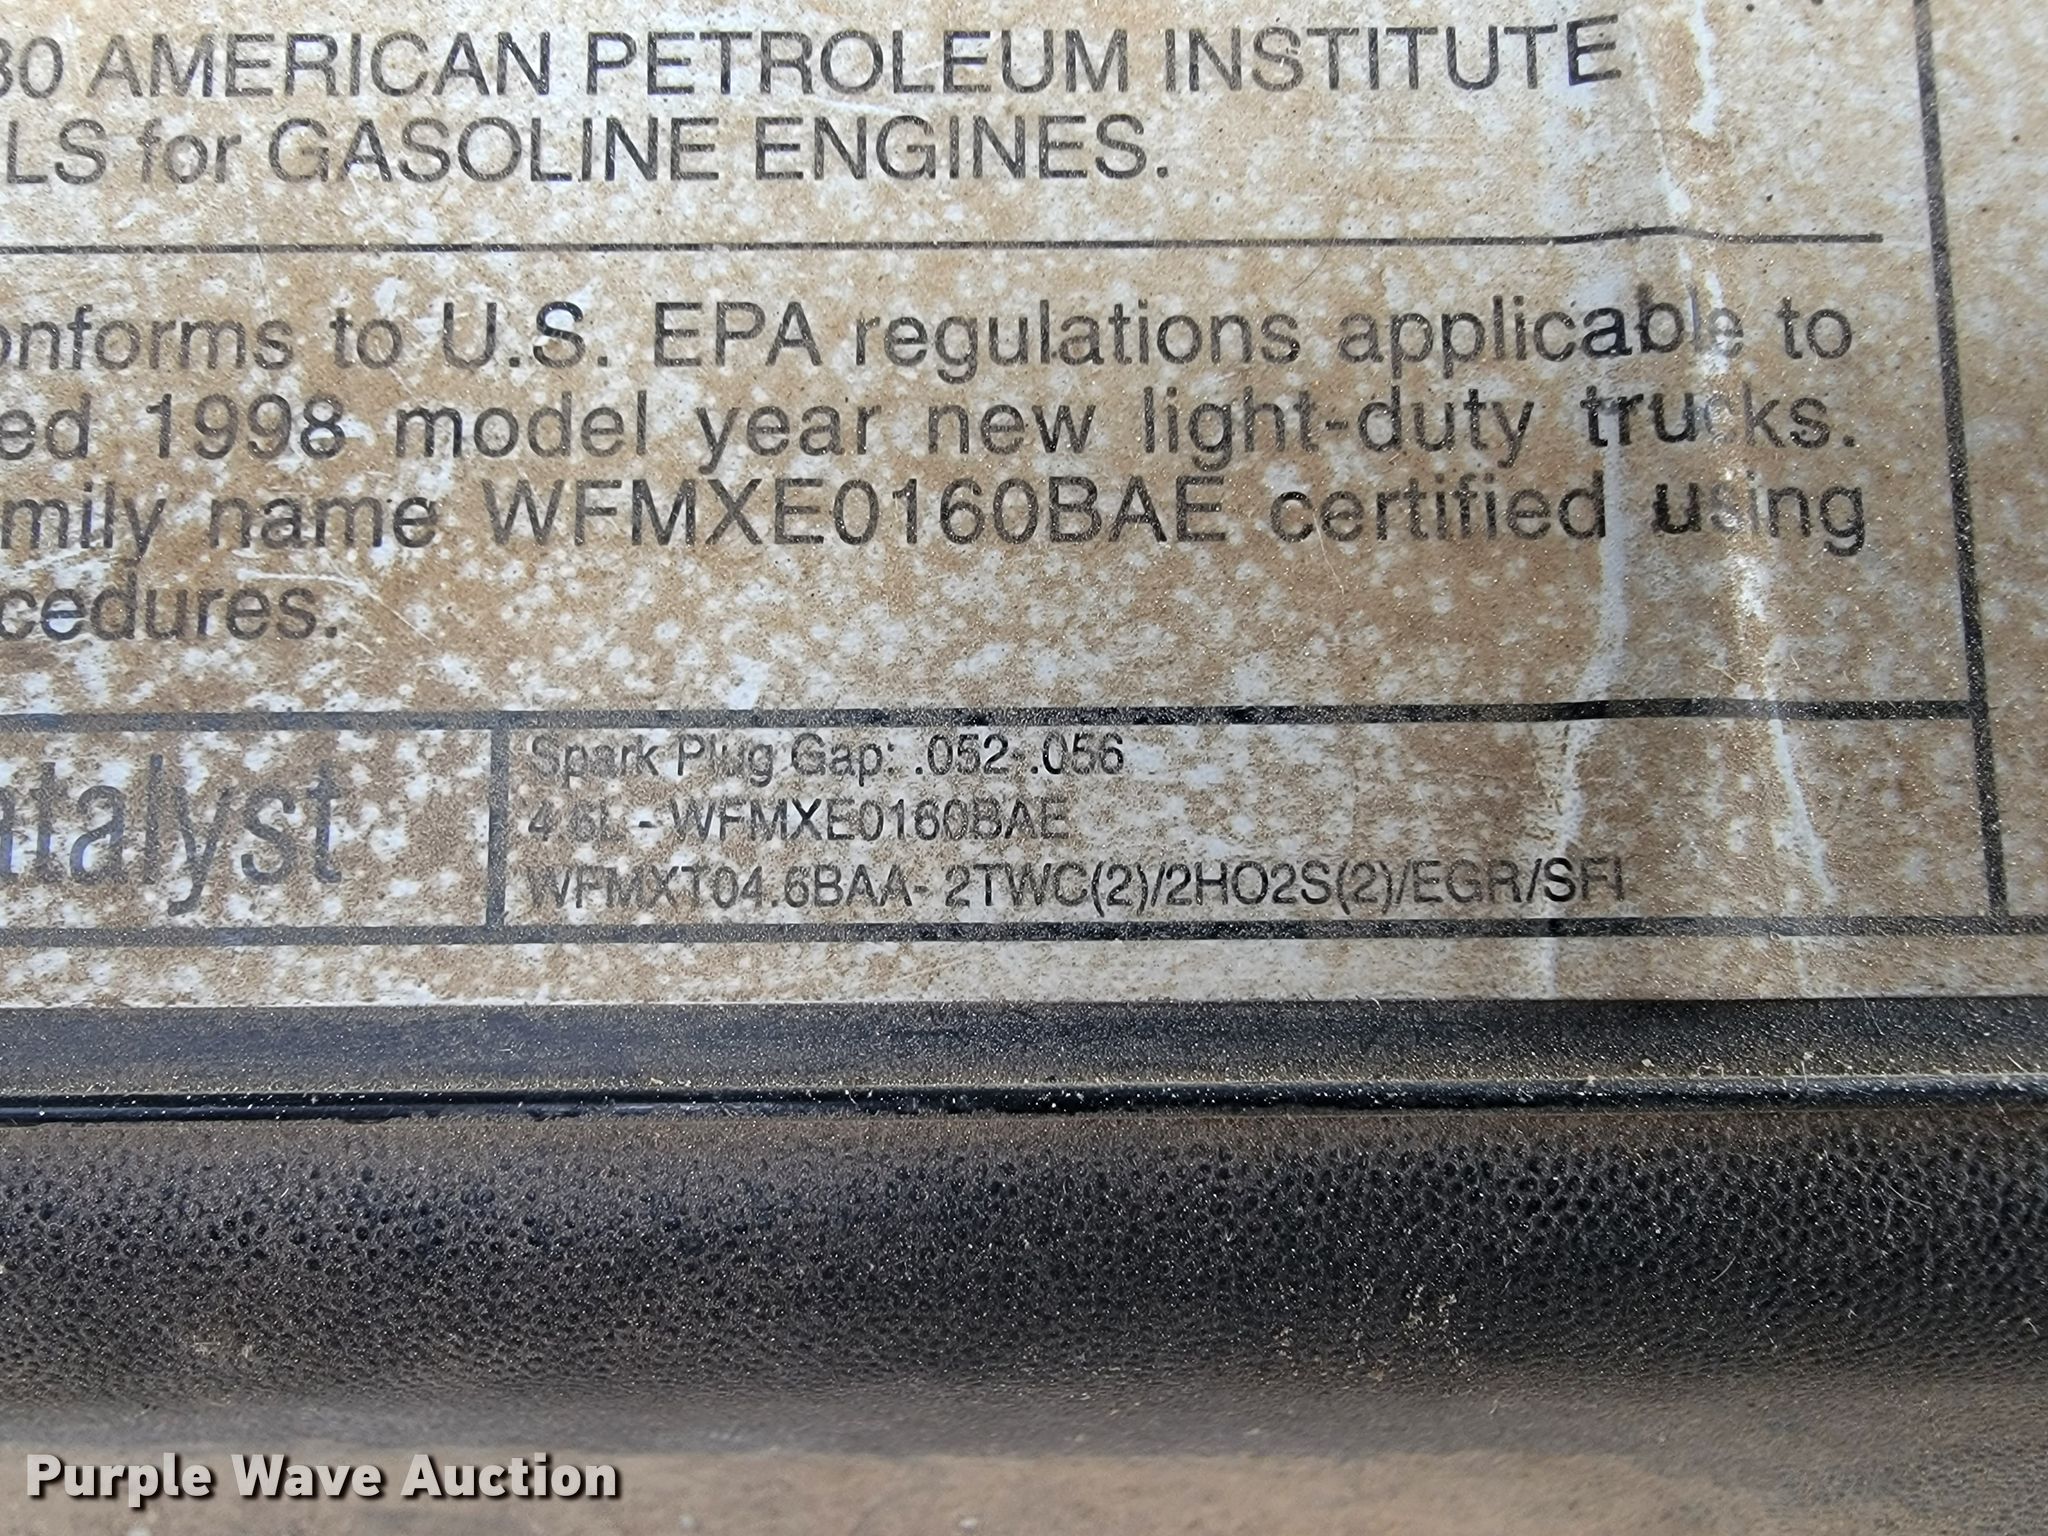 30 AMERICAN PETROLEUM INSTITUTE
LS for GASOLINE ENGINES.
onforms to U.S. EPA regulations applicable to
ed 1998 model year new light-duty trucks.
mily name WFMXE0160BAE certified using
cedures.
atalyst
Spark Plug Gap: .052-.056
4.6L - WFMXE0160BAE
WFMXT04.6BAA- 2TWC(2)/2HO2S(2)/EGR/SFI
Purple Wave Auction